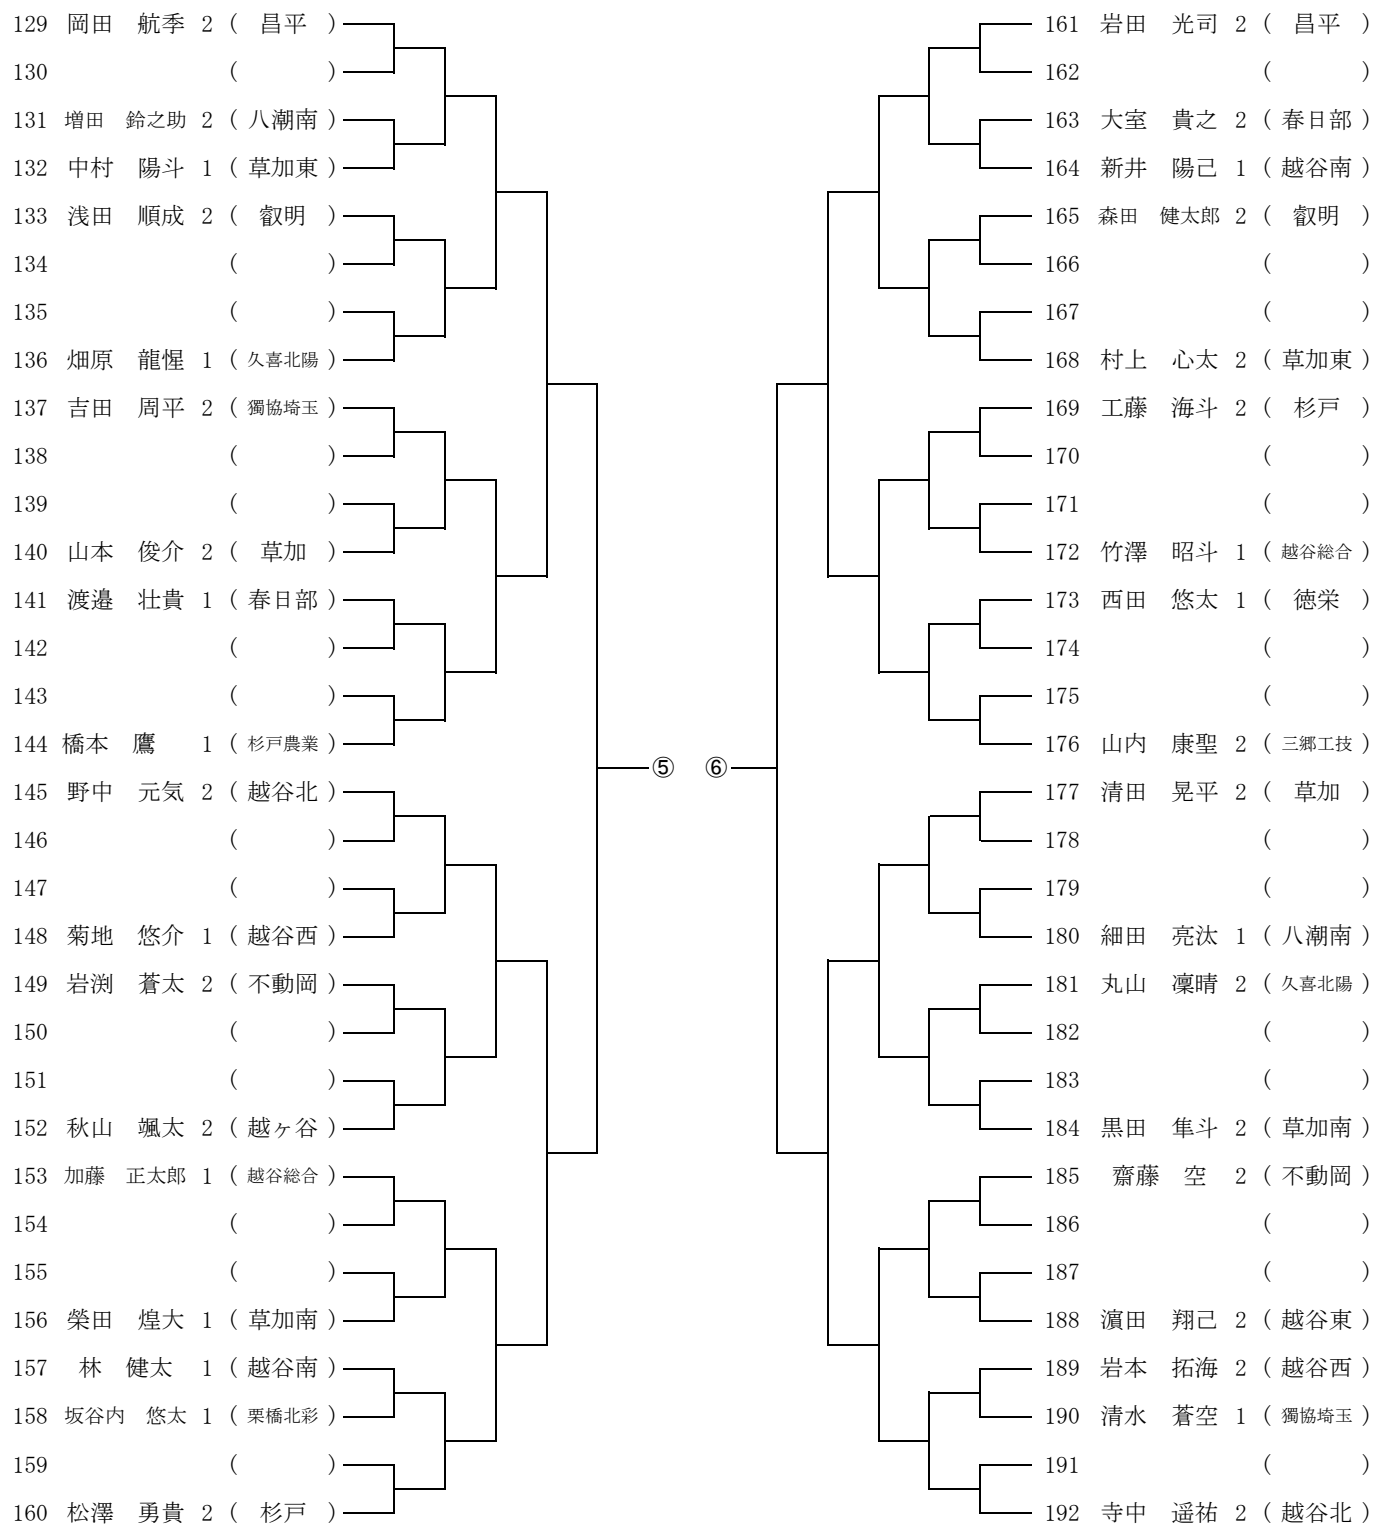 129 岡田 航季 2 ( 昌平 )
130 ( )
131 増田 鈴之助 2 ( 八潮南 )
132 中村 陽斗 1 ( 草加東 )
133 浅田 順成 2 ( 叡明 )
134 ( )
135 ( )
136 畑原 龍惺 1 ( 久喜北陽 )
137 吉田 周平 2 ( 獨協埼玉 )
138 ( )
139 ( )
140 山本 俊介 2 ( 草加 )
141 渡邉 壮貴 1 ( 春日部 )
142 ( )
143 ( )
144 橋本 鷹 1 ( 杉戸農業 )
145 野中 元気 2 ( 越谷北 )
146 ( )
147 ( )
148 菊地 悠介 1 ( 越谷西 )
149 岩渕 蒼太 2 ( 不動岡 )
150 ( )
151 ( )
152 秋山 颯太 2 ( 越ヶ谷 )
153 加藤 正太郎 1 ( 越谷総合 )
154 ( )
155 ( )
156 榮田 煌大 1 ( 草加南 )
157 林 健太 1 ( 越谷南 )
158 坂谷内 悠太 1 ( 栗橋北彩 )
159 ( )
160 松澤 勇貴 2 ( 杉戸 )
⑤ ⑥
161 岩田 光司 2 ( 昌平 )
162 ( )
163 大室 貴之 2 ( 春日部 )
164 新井 陽己 1 ( 越谷南 )
165 森田 健太郎 2 ( 叡明 )
166 ( )
167 ( )
168 村上 心太 2 ( 草加東 )
169 工藤 海斗 2 ( 杉戸 )
170 ( )
171 ( )
172 竹澤 昭斗 1 ( 越谷総合 )
173 西田 悠太 1 ( 徳栄 )
174 ( )
175 ( )
176 山内 康聖 2 ( 三郷工技 )
177 清田 晃平 2 ( 草加 )
178 ( )
179 ( )
180 細田 亮汰 1 ( 八潮南 )
181 丸山 凜晴 2 ( 久喜北陽 )
182 ( )
183 ( )
184 黒田 隼斗 2 ( 草加南 )
185 齋藤 空 2 ( 不動岡 )
186 ( )
187 ( )
188 濵田 翔己 2 ( 越谷東 )
189 岩本 拓海 2 ( 越谷西 )
190 清水 蒼空 1 ( 獨協埼玉 )
191 ( )
192 寺中 遥祐 2 ( 越谷北 )